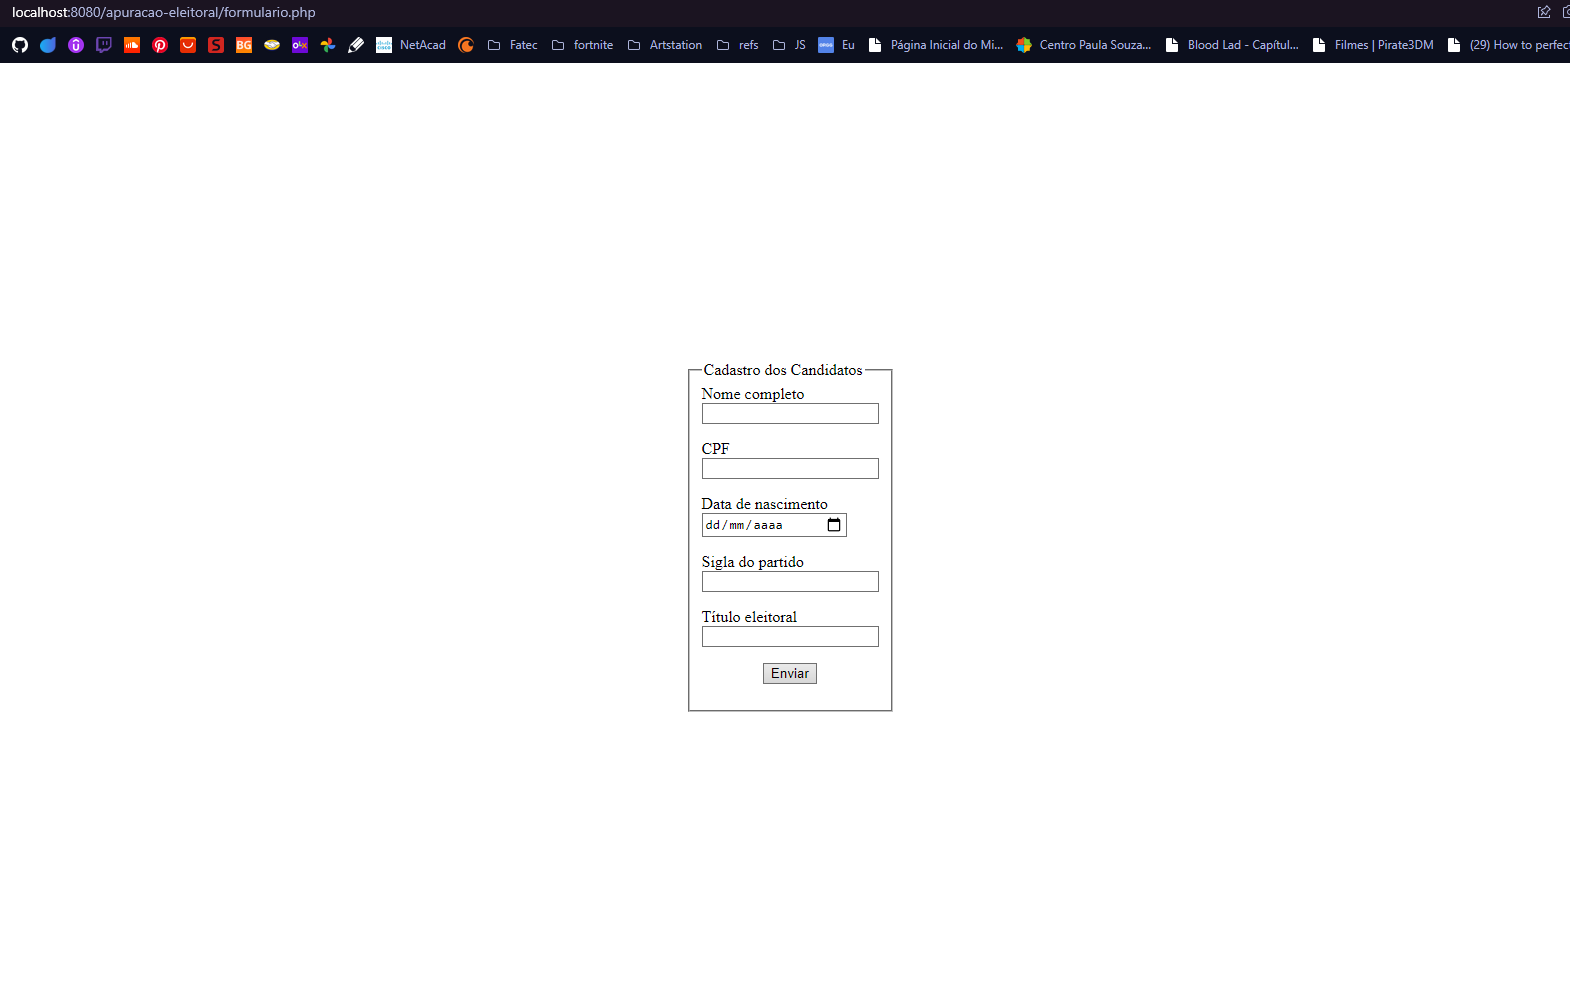 localhost:8080/apuracao-eleitoral/formulario.php
BG OLX NetAcad Fatec fortnite Artstation refs JS Eu Página Inicial do Mi... Centro Paula Souza... Blood Lad - Capítul... Filmes | Pirate3DM (29) How to perfec
Cadastro dos Candidatos
Nome completo
CPF
Data de nascimento
dd/mm/aaaa
Sigla do partido
Título eleitoral
Enviar